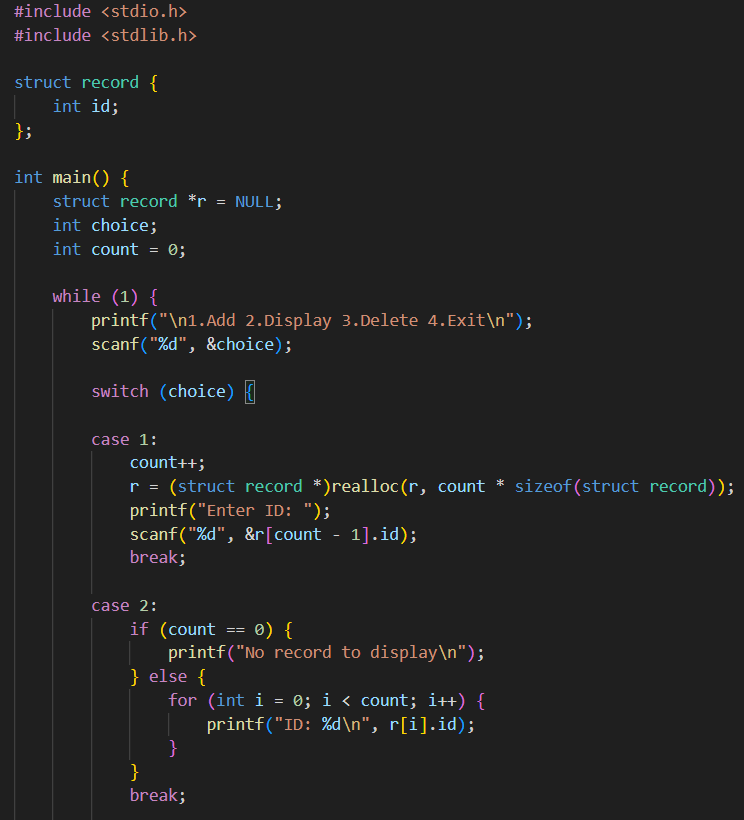 #include <stdio.h>
#include <stdlib.h>
struct record {
int id;
};
int main() {
struct record *r = NULL;
int choice;
int count = 0;
while (1) {
printf("\n1.Add 2.Display 3.Delete 4.Exit\n");
scanf("%d", &choice);
switch (choice) {
case 1:
count++;
r = (struct record *)realloc(r, count * sizeof(struct record));
printf("Enter ID: ");
scanf("%d", &r[count - 1].id);
break;
case 2:
if (count == 0) {
printf("No record to display\n");
} else {
for (int i = 0; i < count; i++) {
printf("ID: %d\n", r[i].id);
}
}
break;